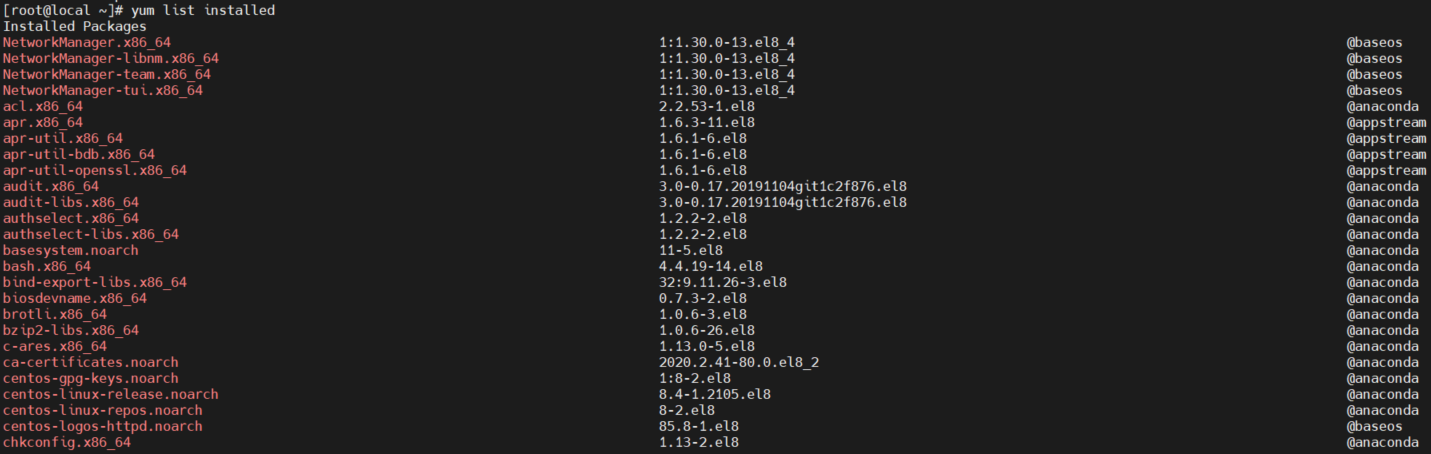 [root@local ~]# yum list installed
Installed Packages
NetworkManager.x86_64 1:1.30.0-13.el8_4 @baseos
NetworkManager-libnm.x86_64 1:1.30.0-13.el8_4 @baseos
NetworkManager-team.x86_64 1:1.30.0-13.el8_4 @baseos
NetworkManager-tui.x86_64 1:1.30.0-13.el8_4 @baseos
acl.x86_64 2.2.53-1.el8 @anaconda
apr.x86_64 1.6.3-11.el8 @appstream
apr-util.x86_64 1.6.1-6.el8 @appstream
apr-util-bdb.x86_64 1.6.1-6.el8 @appstream
apr-util-openssl.x86_64 1.6.1-6.el8 @appstream
audit.x86_64 3.0-0.17.20191104git1c2f876.el8 @anaconda
audit-libs.x86_64 3.0-0.17.20191104git1c2f876.el8 @anaconda
authselect.x86_64 1.2.2-2.el8 @anaconda
authselect-libs.x86_64 1.2.2-2.el8 @anaconda
basesystem.noarch 11-5.el8 @anaconda
bash.x86_64 4.4.19-14.el8 @anaconda
bind-export-libs.x86_64 32:9.11.26-3.el8 @anaconda
biosdevname.x86_64 0.7.3-2.el8 @anaconda
brotli.x86_64 1.0.6-3.el8 @anaconda
bzip2-libs.x86_64 1.0.6-26.el8 @anaconda
c-ares.x86_64 1.13.0-5.el8 @anaconda
ca-certificates.noarch 2020.2.41-80.0.el8_2 @anaconda
centos-gpg-keys.noarch 1:8-2.el8 @anaconda
centos-linux-release.noarch 8.4-1.2105.el8 @anaconda
centos-linux-repos.noarch 8-2.el8 @anaconda
centos-logos-httpd.noarch 85.8-1.el8 @baseos
chkconfig.x86_64 1.13-2.el8 @anaconda